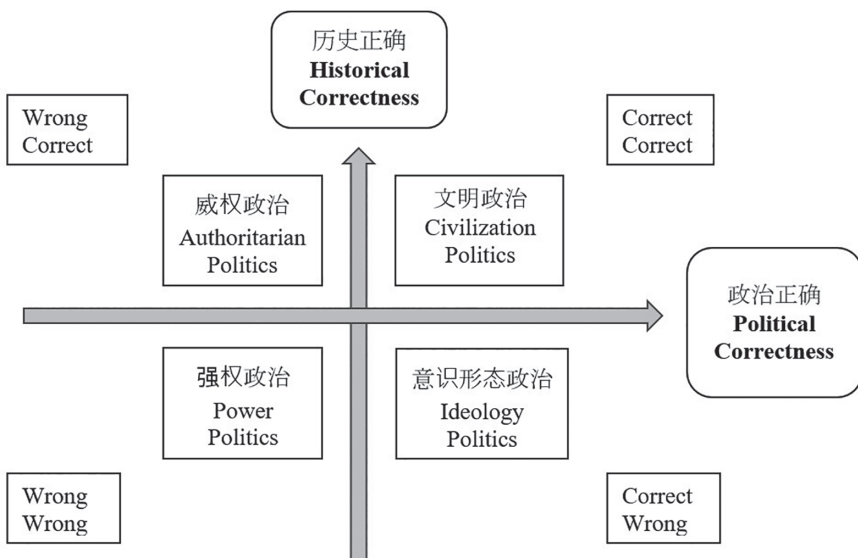 历史正确
Historical
Correctness
Wrong
Correct
Correct
Correct
威权政治
Authoritarian
Politics
文明政治
Civilization
Politics
政治正确
Political
Correctness
强权政治
Power
Politics
意识形态政治
Ideology
Politics
Wrong
Wrong
Correct
Wrong